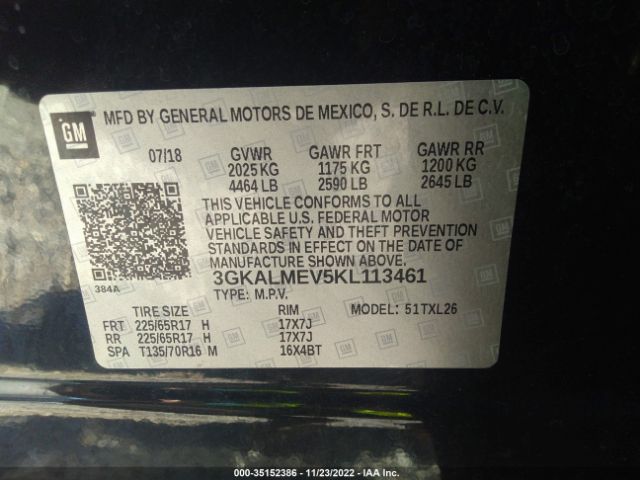 GM
MFD BY GENERAL MOTORS DE MEXICO, S. DE R.L. DE C.V.
07/18 GVWR GAWR FRT GAWR RR
2025 KG 1175 KG 1200 KG
4464 LB 2590 LB 2645 LB
THIS VEHICLE CONFORMS TO ALL
APPLICABLE U.S. FEDERAL MOTOR
VEHICLE SAFETY AND THEFT PREVENTION
STANDARDS IN EFFECT ON THE DATE OF
MANUFACTURE SHOWN ABOVE.
384A 3GKALMEV5KL113461
TYPE: M.P.V. MODEL: 51TXL26
TIRE SIZE RIM
FRT 225/65R17 H 17X7J
RR 225/65R17 H 17X7J
SPA T135/70R16 M 16X4BT
000-35152386 - 11/23/2022 - IAA Inc.